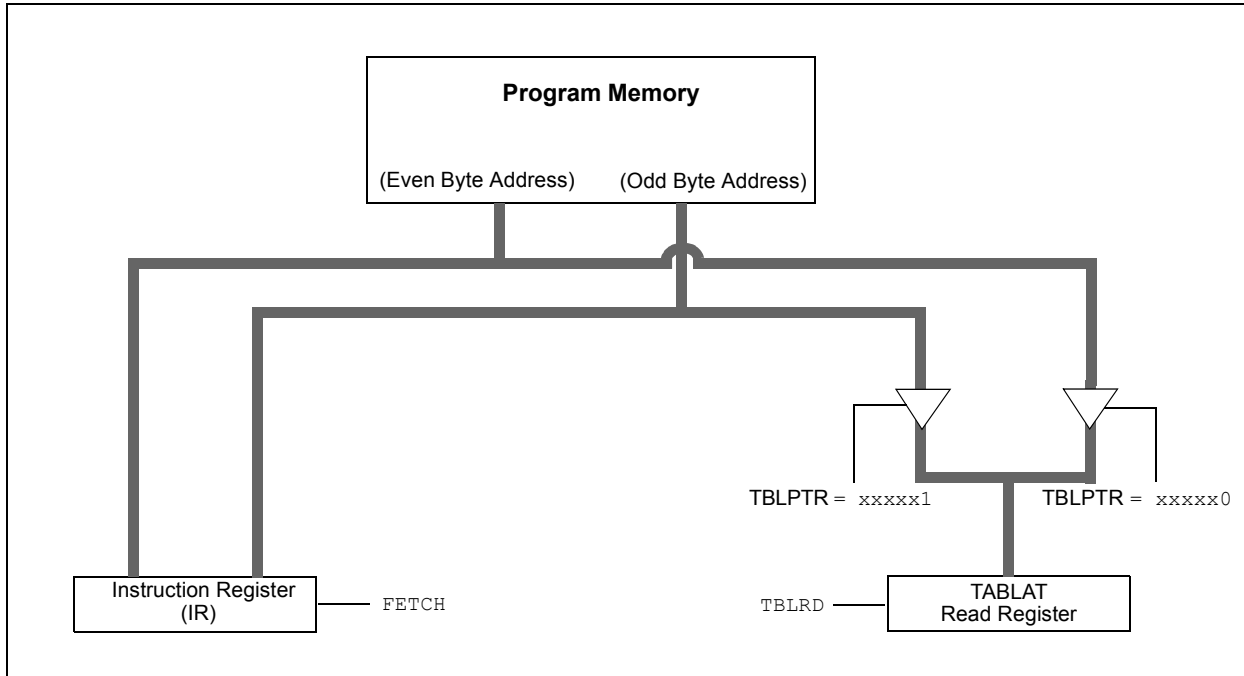 Program Memory
(Even Byte Address) (Odd Byte Address)
TBLPTR = xxxxx1 TBLPTR = xxxxx0
Instruction Register
(IR)
FETCH
TBLRD
TABLAT
Read Register